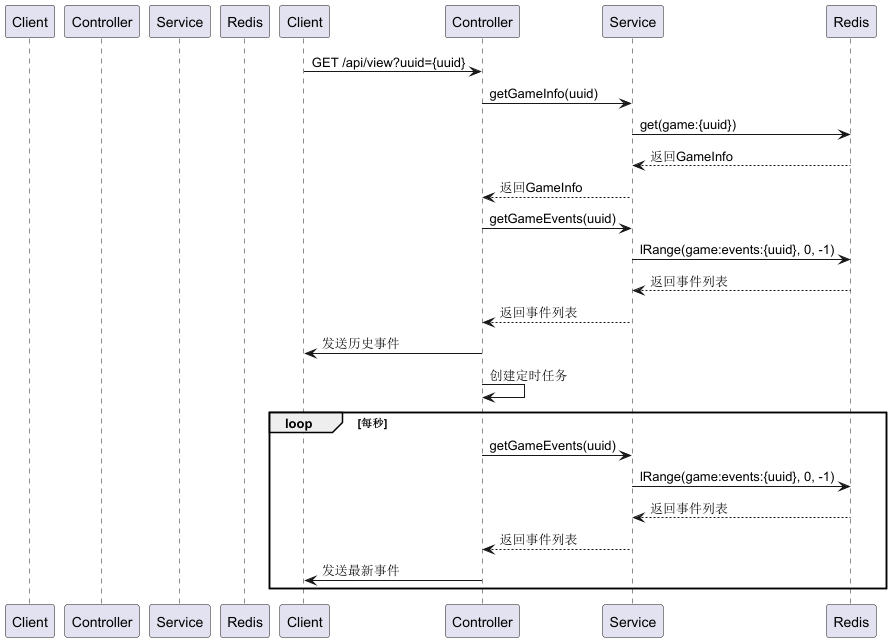 Client Controller Service Redis Client Controller Service Redis
GET /api/view?uuid={uuid}
getGameInfo(uuid)
get(game:{uuid})
返回GameInfo
返回GameInfo
getGameEvents(uuid)
lRange(game:events:{uuid}, 0, -1)
返回事件列表
返回事件列表
发送历史事件
创建定时任务
loop [每秒]
getGameEvents(uuid)
lRange(game:events:{uuid}, 0, -1)
返回事件列表
返回事件列表
发送最新事件
Client Controller Service Redis Client Controller Service Redis